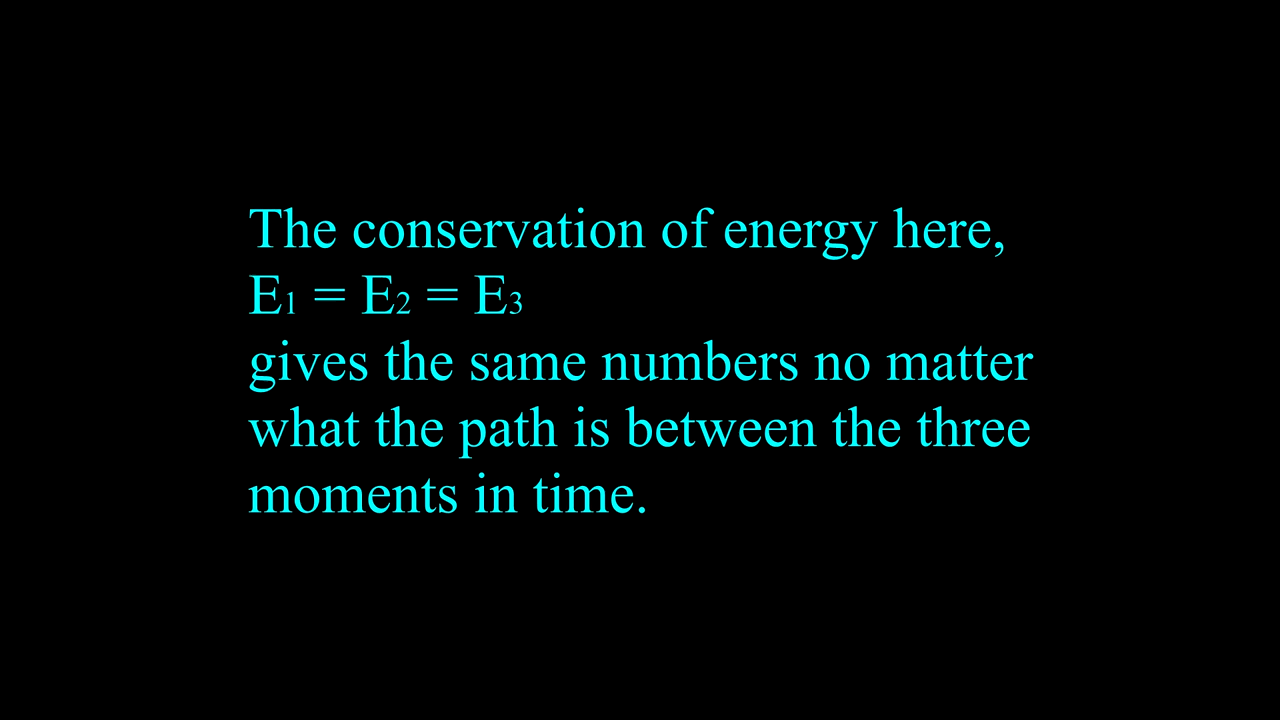 The conservation of energy here,
E₁ = E₂ = E₃
gives the same numbers no matter
what the path is between the three
moments in time.